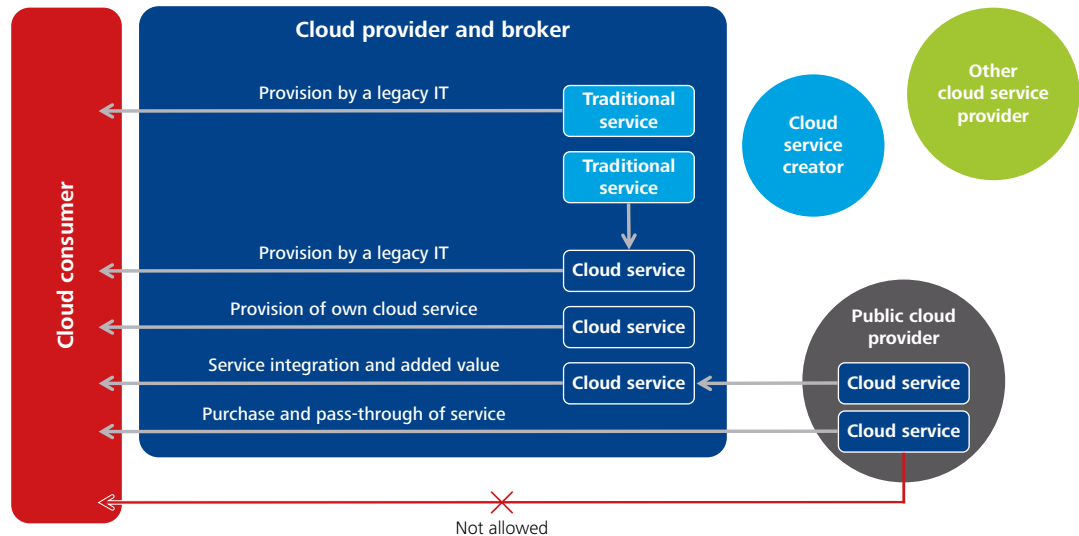 Cloud consumer
Cloud provider and broker
Provision by a legacy IT
Traditional
service
Traditional
service
Provision by a legacy IT
Cloud service
Provision of own cloud service
Cloud service
Service integration and added value
Cloud service
Purchase and pass-through of service
Cloud
service
creator
Other
cloud service
provider
Public cloud
provider
Cloud service
Cloud service
Not allowed